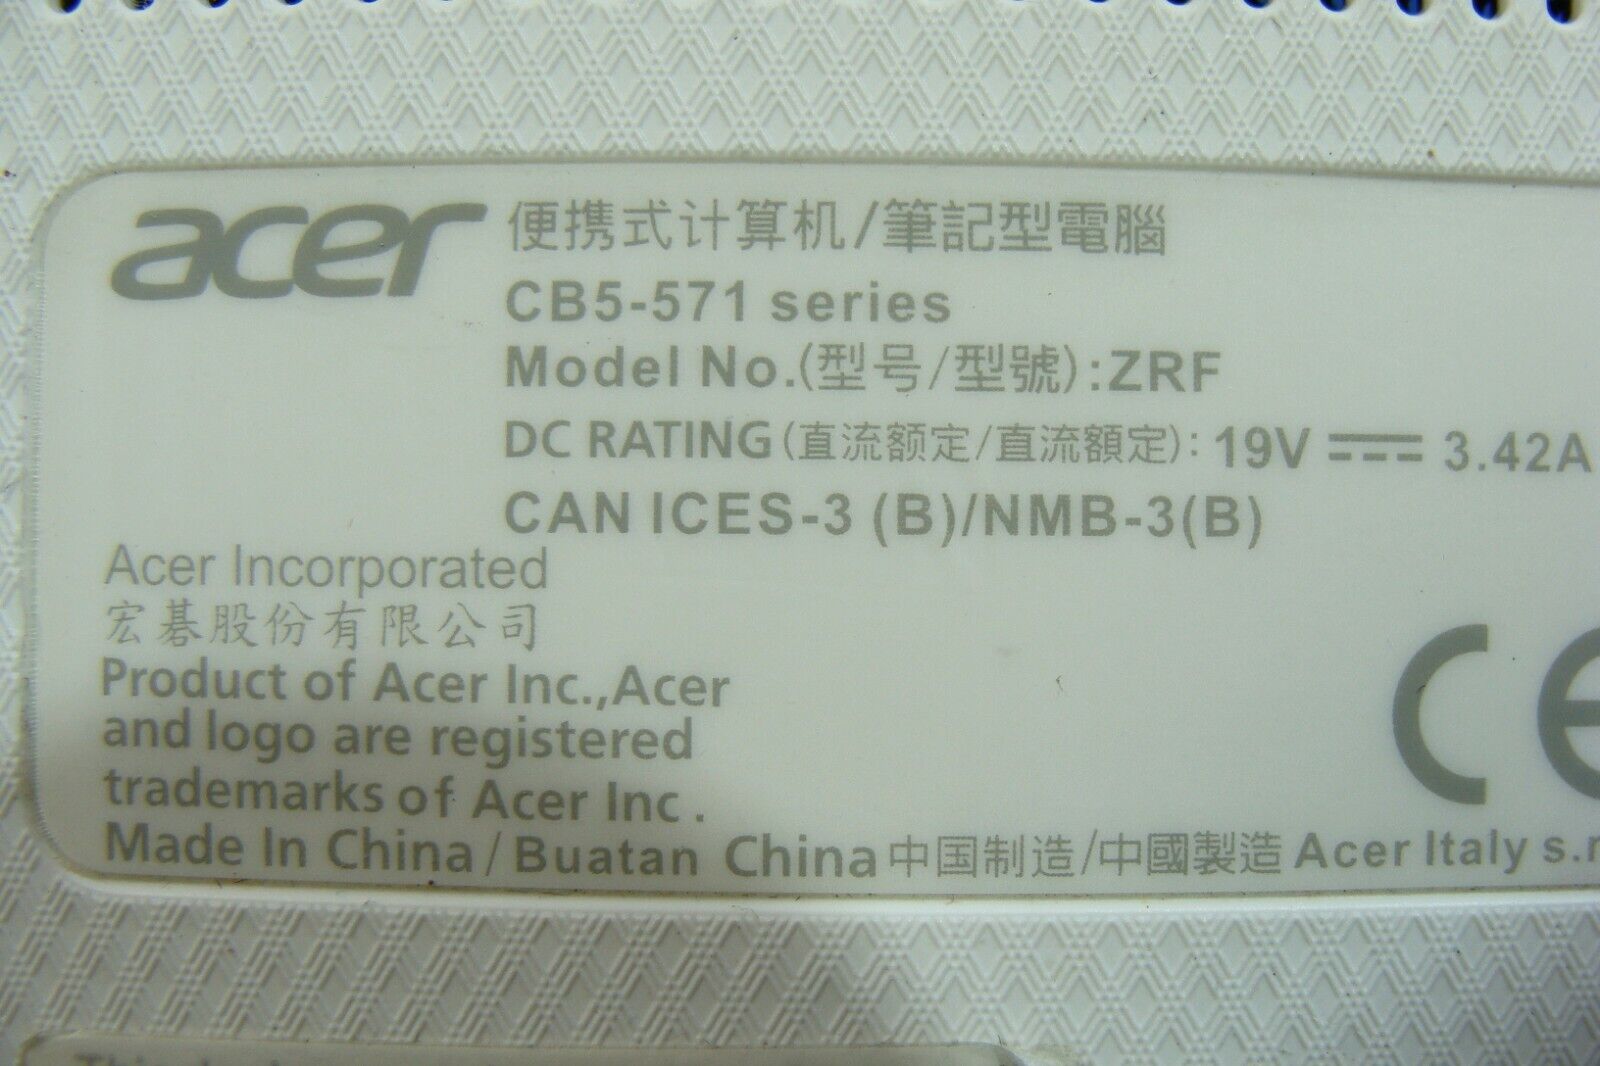 acer 便携式计算机/筆記型電腦
CB5-571 series
Model No.(型号/型號):ZRF
DC RATING(直流额定/直流額定): 19V 3.42A
CAN ICES-3 (B)/NMB-3(B)
Acer Incorporated
宏碁股份有限公司
Product of Acer Inc.,Acer
and logo are registered
trademarks of Acer Inc .
Made In China / Buatan China 中国制造/中國製造 Acer Italy
CE